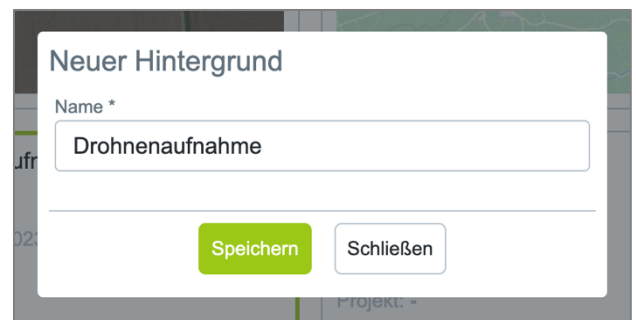 Neuer Hintergrund
Name *
Drohnenaufnahme
Speichern Schließen
Projekt: -